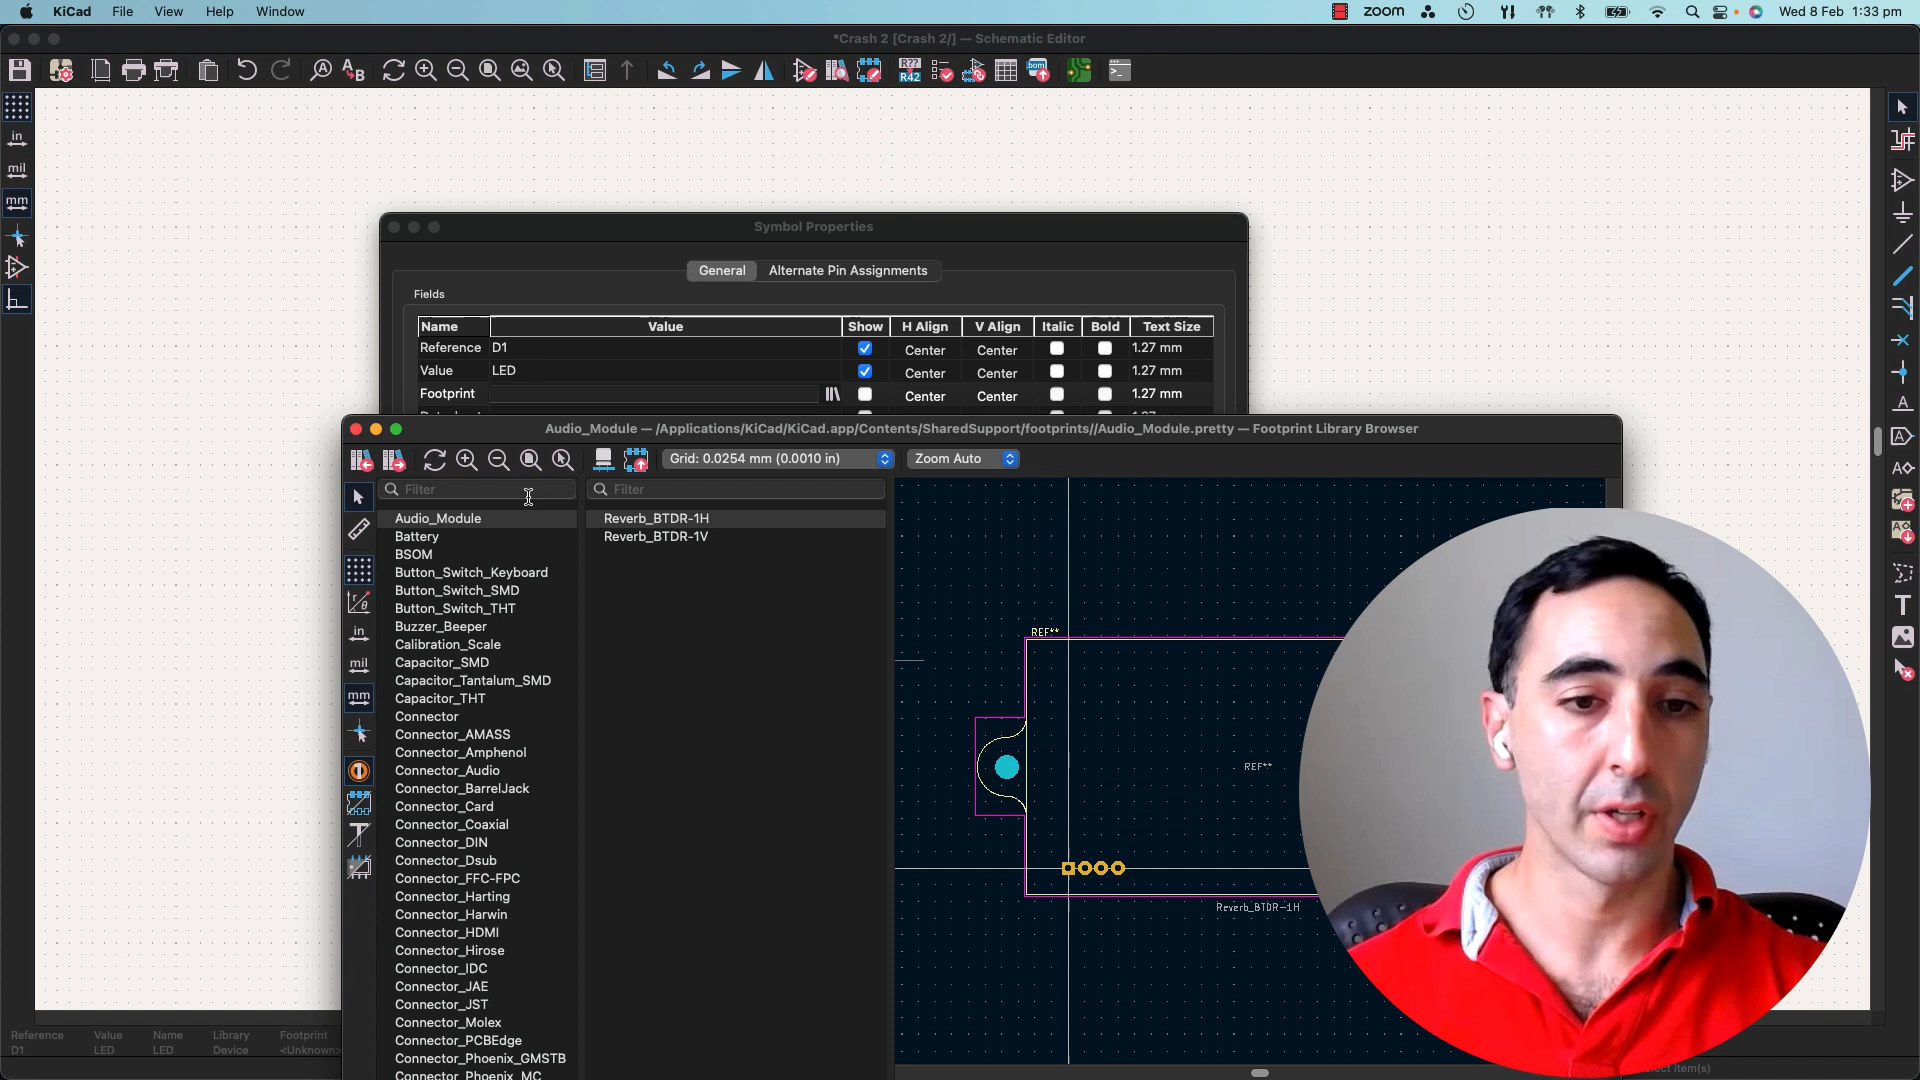 KiCad File View Help Window
zoom
Wed 8 Feb 1:33 pm
*Crash 2 [Crash 2/] — Schematic Editor
R??
R42
bom
in
mil
mm
Symbol Properties
General Alternate Pin Assignments
Fields
Name Value Show H Align V Align Italic Bold Text Size
Reference D1 Center Center 1.27 mm
Value LED Center Center 1.27 mm
Footprint Center Center 1.27 mm
Audio_Module — /Applications/KiCad/KiCad.app/Contents/SharedSupport/footprints//Audio_Module.pretty — Footprint Library Browser
Grid: 0.0254 mm (0.0010 in) Zoom Auto
Filter Filter
in
mil
mm
Audio_Module
Battery
BSOM
Button_Switch_Keyboard
Button_Switch_SMD
Button_Switch_THT
Buzzer_Beeper
Calibration_Scale
Capacitor_SMD
Capacitor_Tantalum_SMD
Capacitor_THT
Connector
Connector_AMASS
Connector_Amphenol
Connector_Audio
Connector_BarrelJack
Connector_Card
Connector_Coaxial
Connector_DIN
Connector_Dsub
Connector_FFC-FPC
Connector_Harting
Connector_Harwin
Connector_HDMI
Connector_Hirose
Connector_IDC
Connector_JAE
Connector_JST
Connector_Molex
Connector_PCBEdge
Connector_Phoenix_GMSTB
Connector_Phoenix_MC
Reverb_BTDR-1H
Reverb_BTDR-1V
REF**
REF**
Reverb_BTDR-1H
Reference Value Name Library Footprint
D1 LED LED Device <Unknown>
item(s)